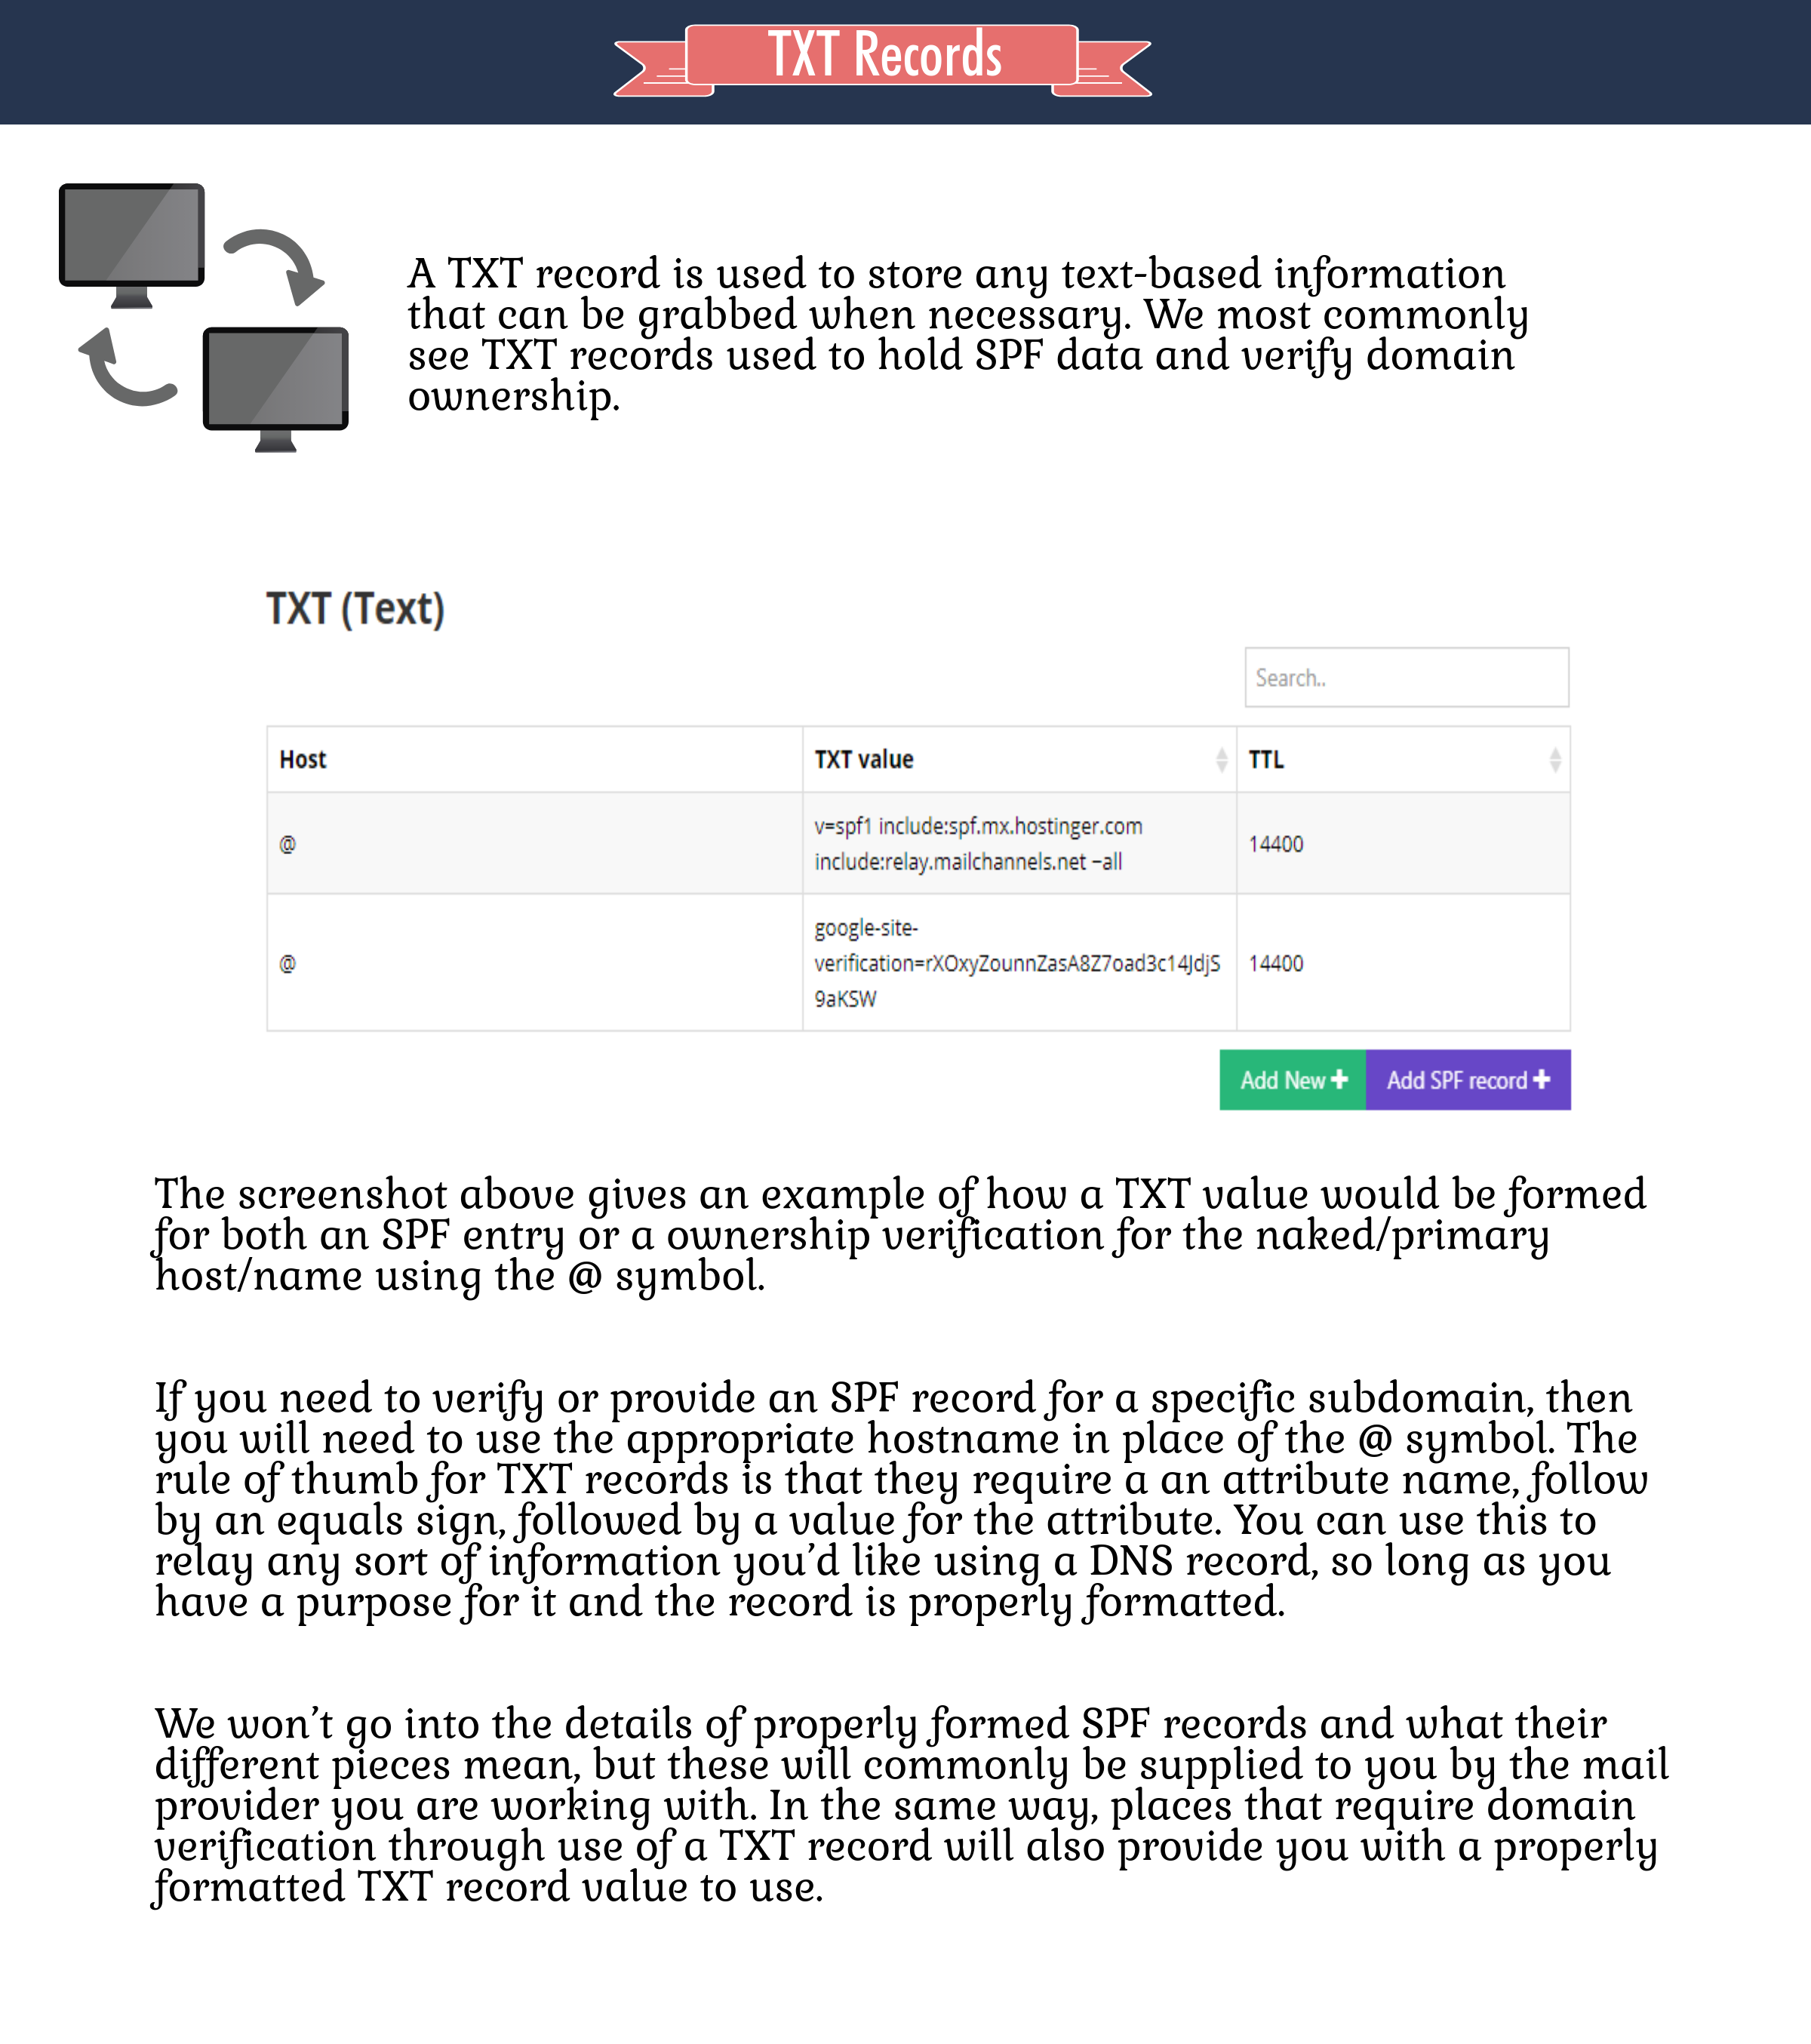 TXT Records
A TXT record is used to store any text-based information
that can be grabbed when necessary. We most commonly
see TXT records used to hold SPF data and verify domain
ownership.
TXT (Text)
Search..
Host TXT value TTL
@ v=spf1 include:spf.mx.hostinger.com
include:relay.mailchannels.net ~all 14400
@ google-site-
verification=rXOxyZounnZasA8Z7oad3c14JdjS
9aKSW 14400
Add New + Add SPF record +
The screenshot above gives an example of how a TXT value would be formed
for both an SPF entry or a ownership verification for the naked/primary
host/name using the @ symbol.
If you need to verify or provide an SPF record for a specific subdomain, then
you will need to use the appropriate hostname in place of the @ symbol. The
rule of thumb for TXT records is that they require a an attribute name, follow
by an equals sign, followed by a value for the attribute. You can use this to
relay any sort of information you’d like using a DNS record, so long as you
have a purpose for it and the record is properly formatted.
We won’t go into the details of properly formed SPF records and what their
different pieces mean, but these will commonly be supplied to you by the mail
provider you are working with. In the same way, places that require domain
verification through use of a TXT record will also provide you with a properly
formatted TXT record value to use.